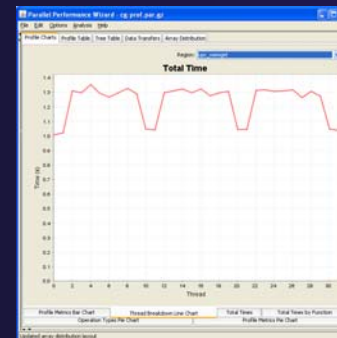 Parallel Performance Wizard - cg-prof.par.gz
File Edit Options Analysis Help
Profile Charts Profile Table Tree Table Data Transfers Array Distribution
Region:
Total Time
1.4
1.3
1.2
1.1
1.0
0.9
0.8
0.7
0.6
0.5
0.4
0.3
0.2
0.1
0.0
Time (s)
0 2 4 6 8 10 12 14 16 18 20 22 24 26 28 30
Thread
Profile Metrics Bar Chart Thread Breakdown Line Chart Total Times Total Times by Function
Operation Types Pie Chart Profile Metrics Pie Chart
Updated array distribution layout